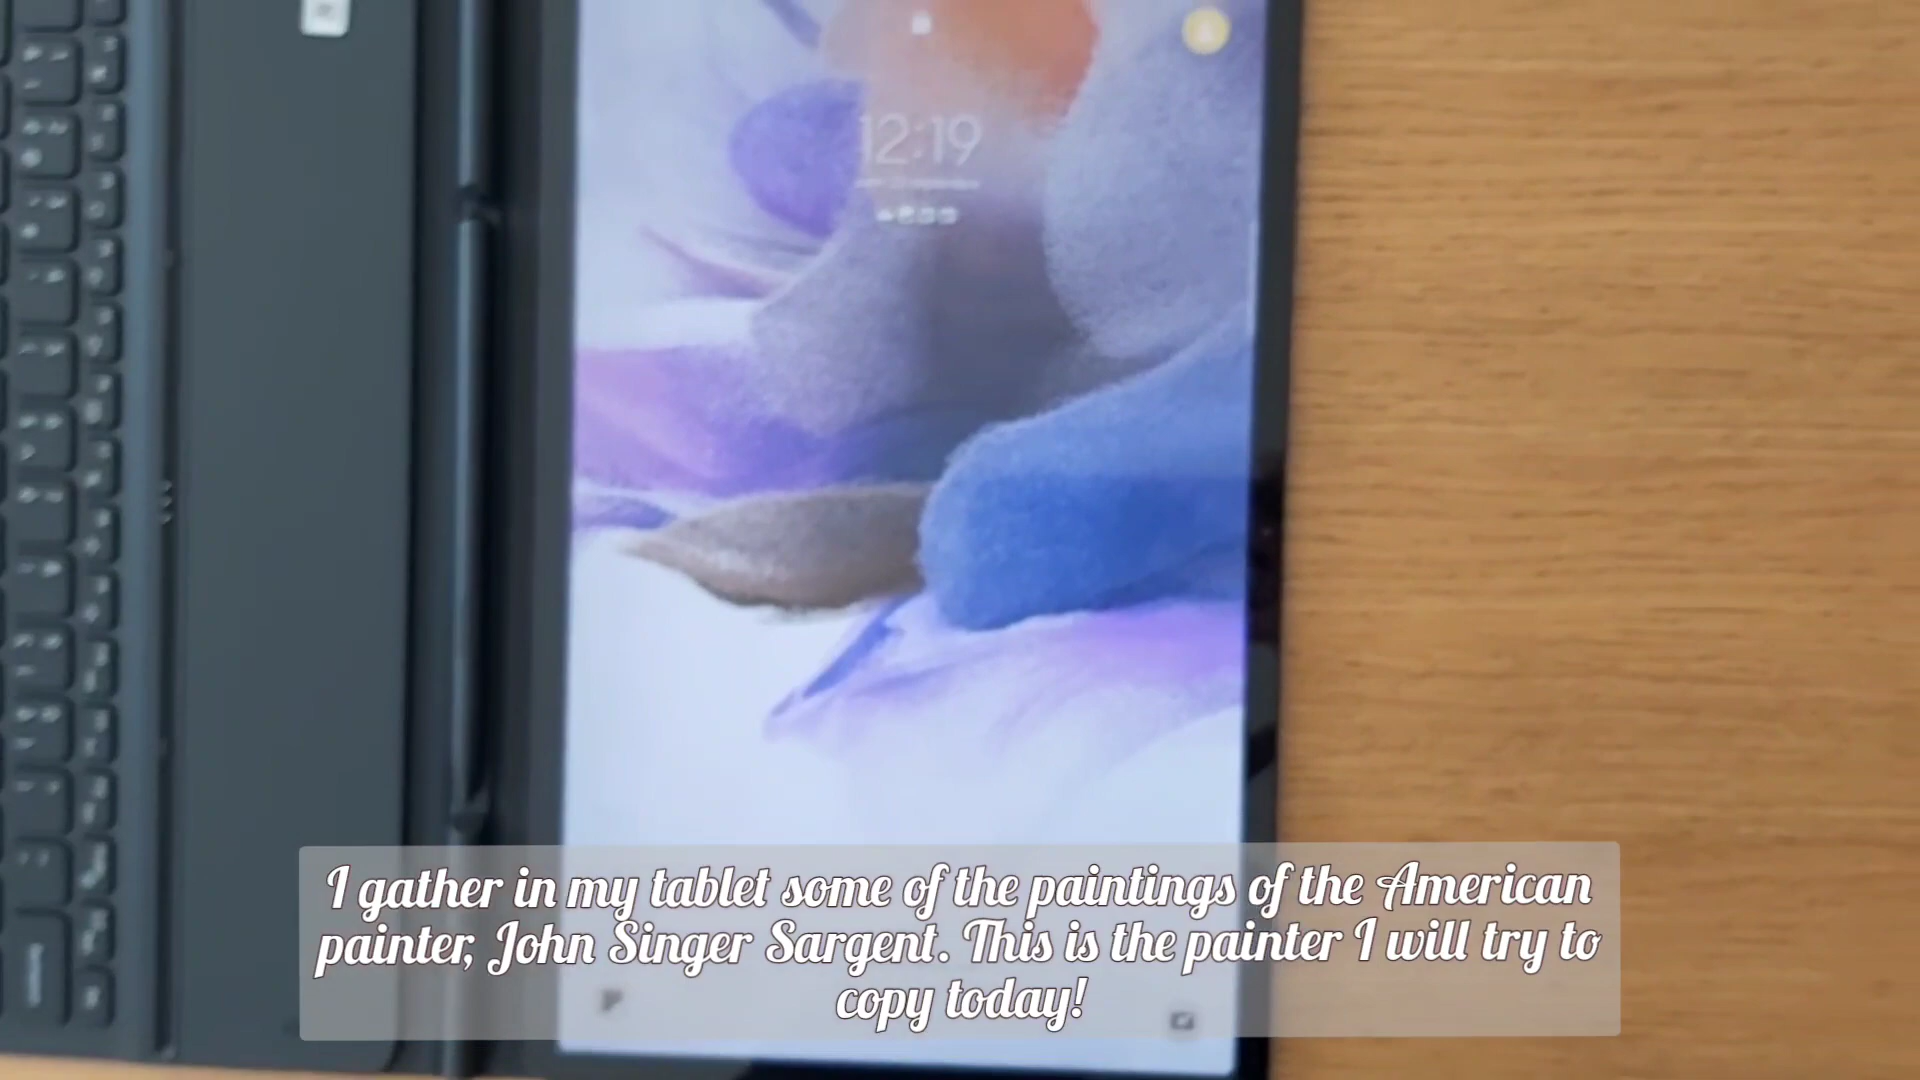 12:19
I gather in my tablet some of the paintings of the American
painter, John Singer Sargent. This is the painter I will try to
copy today!